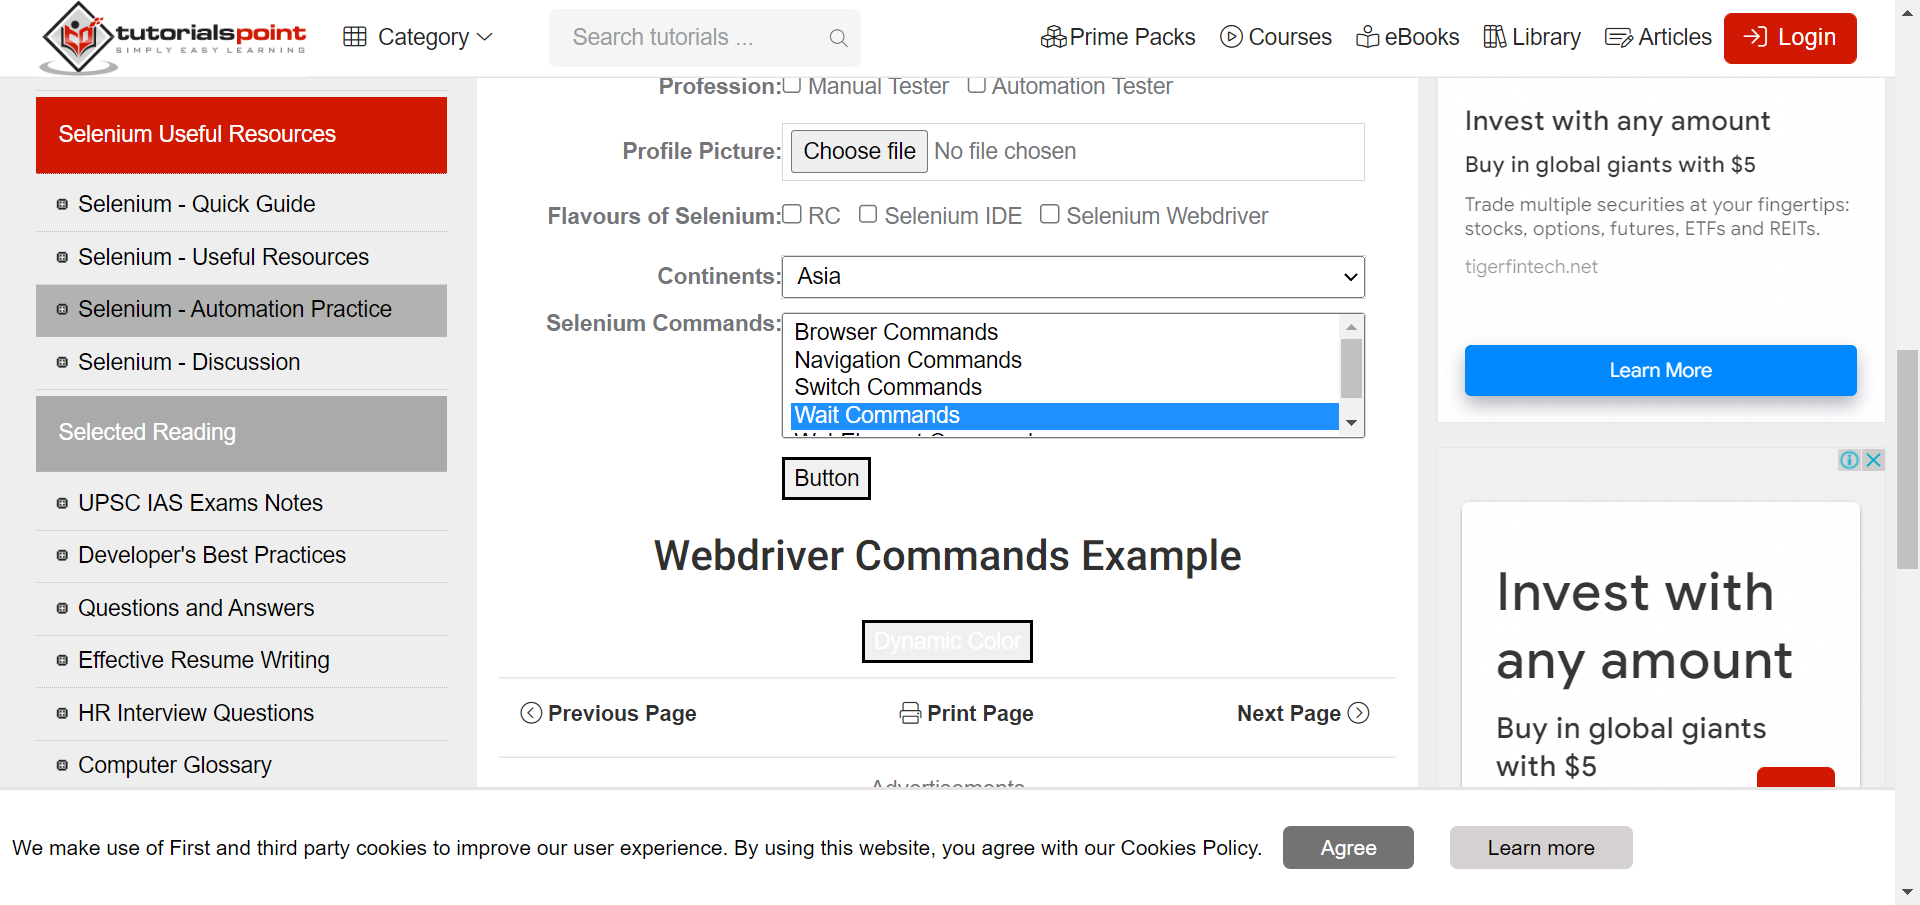 tutorialspoint
SIMPLY EASY LEARNING
Category
Search tutorials ...
Prime Packs
Courses
eBooks
Library
Articles
Login
Selenium Useful Resources
Selenium - Quick Guide
Selenium - Useful Resources
Selenium - Automation Practice
Selenium - Discussion
Selected Reading
UPSC IAS Exams Notes
Developer's Best Practices
Questions and Answers
Effective Resume Writing
HR Interview Questions
Computer Glossary
Profession: Manual Tester Automation Tester
Profile Picture: Choose file No file chosen
Flavours of Selenium: RC Selenium IDE Selenium Webdriver
Continents: Asia
Selenium Commands:
Browser Commands
Navigation Commands
Switch Commands
Wait Commands
Button
Webdriver Commands Example
Dynamic Color
Previous Page
Print Page
Next Page
Advertisements
Invest with any amount
Buy in global giants with $5
Trade multiple securities at your fingertips:
stocks, options, futures, ETFs and REITs.
tigerfintech.net
Learn More
Invest with
any amount
Buy in global giants
with $5
We make use of First and third party cookies to improve our user experience. By using this website, you agree with our Cookies Policy.
Agree
Learn more